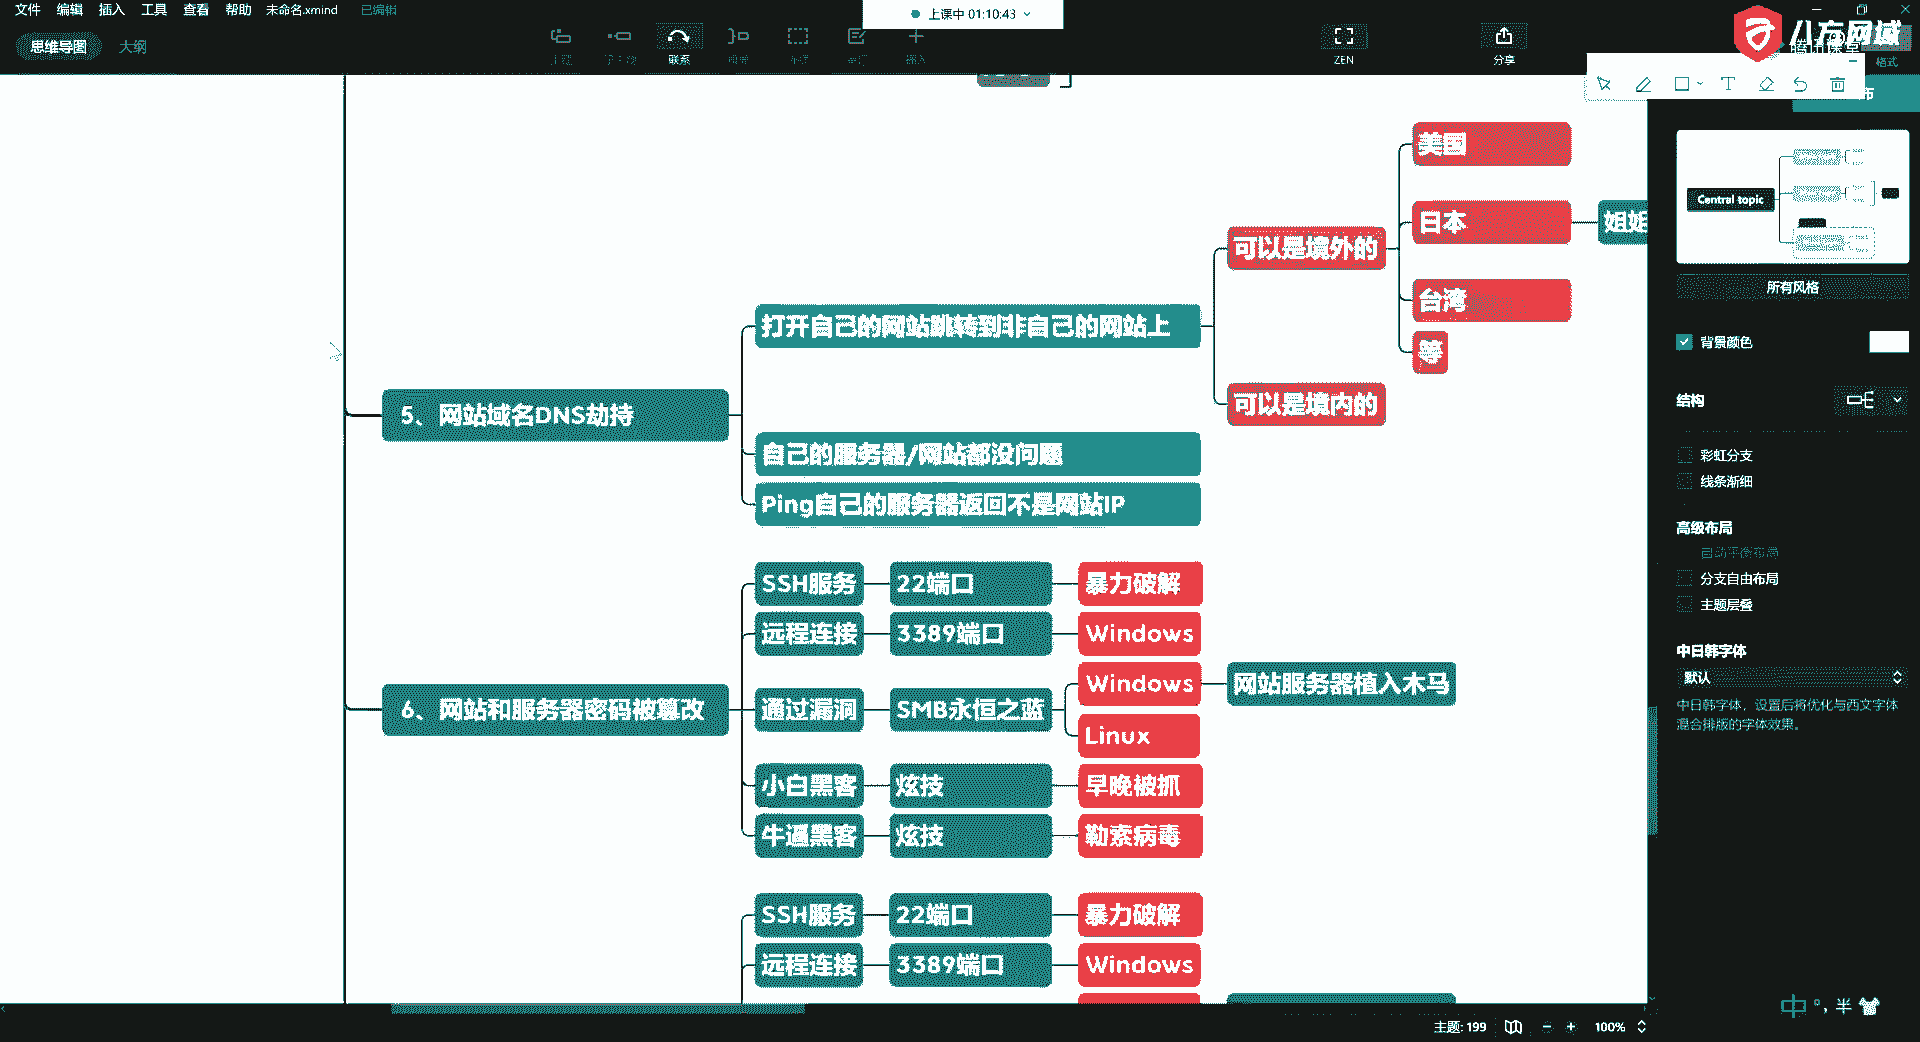 文件 编辑 插入 工具 查看 帮助 未命名.xmind 已编辑
上课中 01:10:43
八方网域
腾讯课堂
思维导图 大纲
联系
ZEN
分享
格式
美国
日本
姐姐
可以是境外的
台湾
等
打开自己的网站跳转到非自己的网站上
可以是境内的
5、网站域名DNS劫持
自己的服务器/网站都没问题
Ping自己的服务器返回不是网站IP
SSH服务 22端口 暴力破解
远程连接 3389端口 Windows
Windows 网站服务器植入木马
6、网站和服务器密码被篡改
通过漏洞 SMB永恒之蓝
Linux
小白黑客 炫技 早晚被抓
牛逼黑客 炫技 勒索病毒
SSH服务 22端口 暴力破解
远程连接 3389端口 Windows
Central topic
所有风格
背景颜色
结构
彩虹分支
线条渐细
高级布局
自动平衡布局
分支自由布局
主题层叠
中日韩字体
默认
中日韩字体，设置后将优化与西文字体
混合排版的字体效果。
中 °, 半
主题: 199 100%